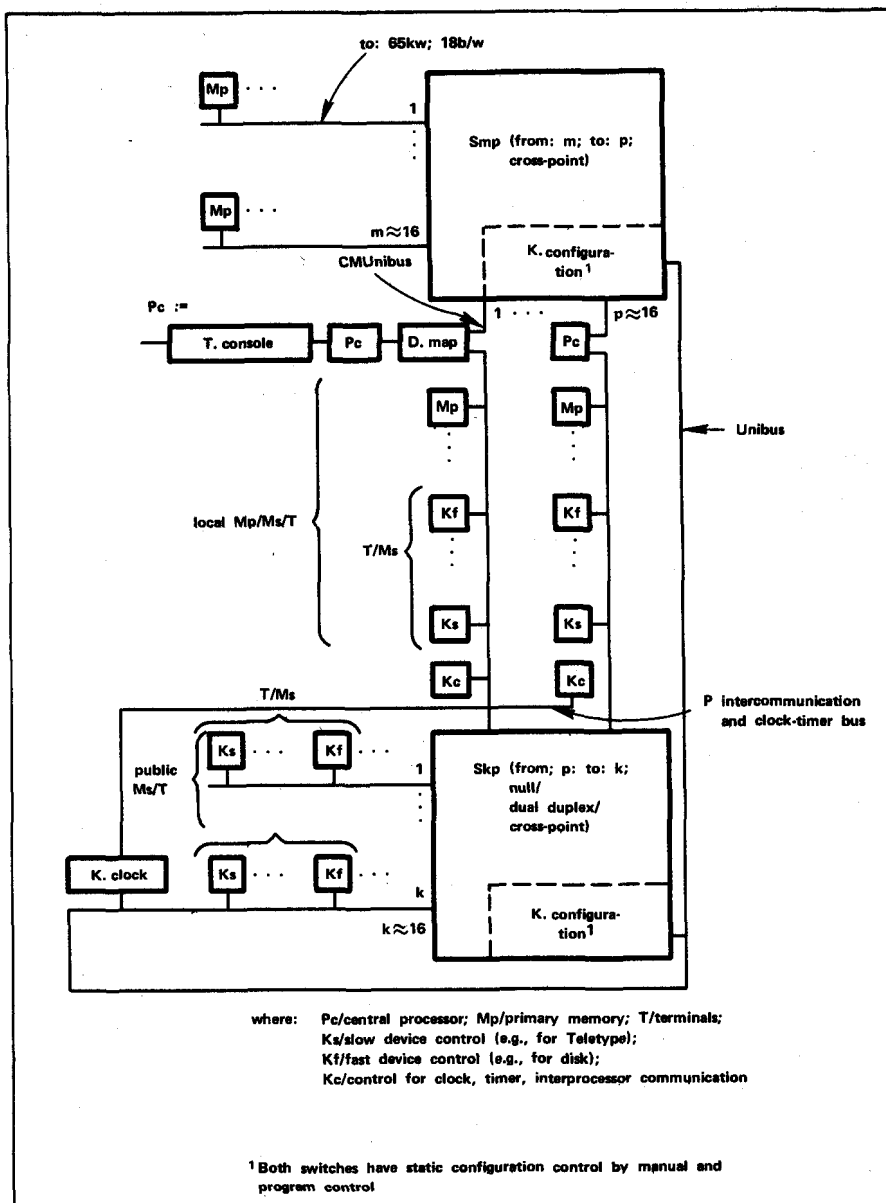 to: 65kw; 18b/w
Mp
1
Smp (from: m; to: p;
cross-point)
Mp
m≈16
CMUnibus
K. configura-
tion¹
Pc :=
1 · · · p≈16
T. console
Pc
D. map
Pc
Mp
Mp
Unibus
local Mp/Ms/T
T/Ms
Kf
Kf
Ks
Ks
Kc
Kc
T/Ms
P intercommunication
and clock-timer bus
public
Ms/T
Ks · · · Kf · · ·
1
Skp (from; p: to: k;
null/
dual duplex/
cross-point)
K. clock
Ks · · · Kf · · ·
k
k≈16
K. configura-
tion¹
where: Pc/central processor; Mp/primary memory; T/terminals;
Ks/slow device control (e.g., for Teletype);
Kf/fast device control (e.g., for disk);
Kc/control for clock, timer, interprocessor communication
¹ Both switches have static configuration control by manual and
program control